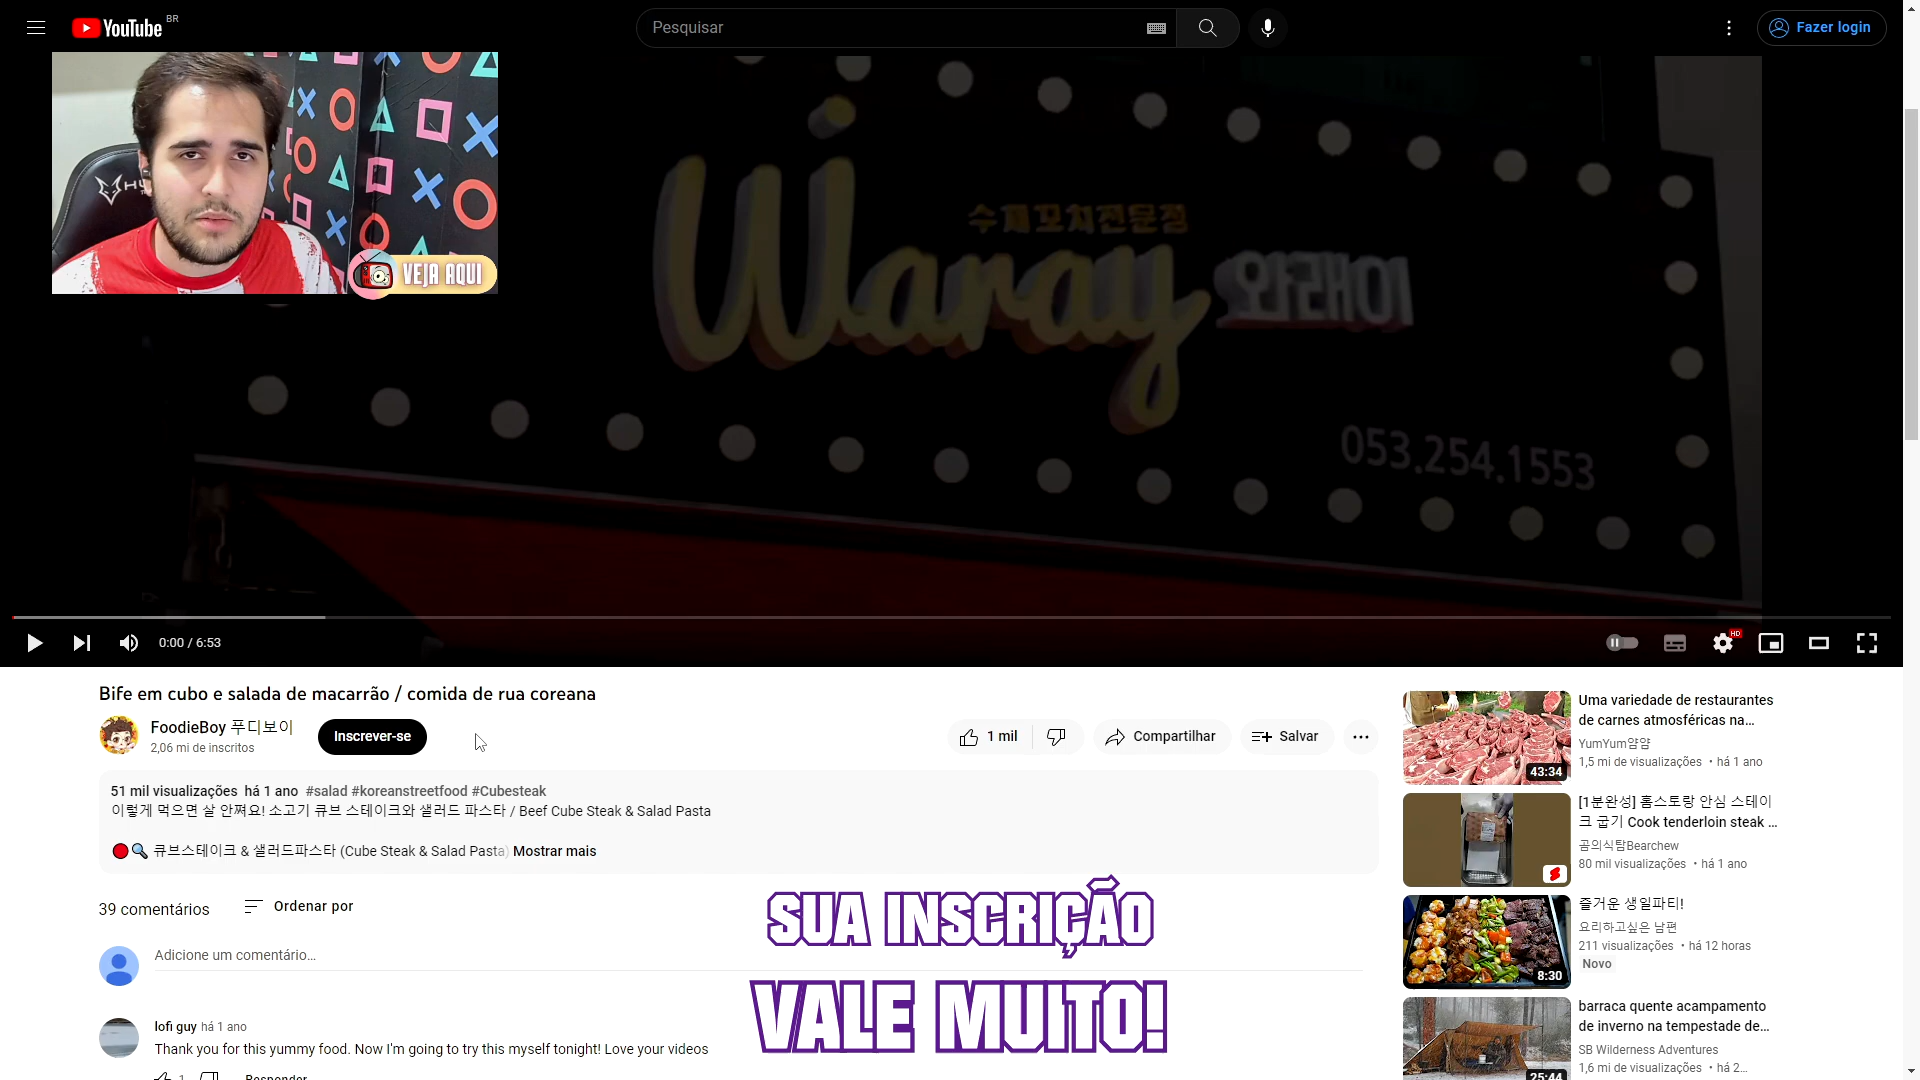 YouTube BR
Pesquisar
Fazer login
VEJA AQUI
수제꼬치전문점
Waray 와래이
053.254.1553
0:00 / 6:53
HD
Bife em cubo e salada de macarrão / comida de rua coreana
FoodieBoy 푸디보이
2,06 mi de inscritos
Inscrever-se
1 mil
Compartilhar
Salvar
51 mil visualizações há 1 ano #salad #koreanstreetfood #Cubesteak
이렇게 먹으면 살 안쪄요! 소고기 큐브 스테이크와 샐러드 파스타 / Beef Cube Steak & Salad Pasta
큐브스테이크 & 샐러드파스타 (Cube Steak & Salad Pasta) Mostrar mais
39 comentários
Ordenar por
Adicione um comentário...
lofi guy há 1 ano
Thank you for this yummy food. Now I'm going to try this myself tonight! Love your videos
1
Responder
SUA INSCRIÇÃO
VALE MUITO!
43:34
Uma variedade de restaurantes
de carnes atmosféricas na...
YumYum얌얌
1,5 mi de visualizações • há 1 ano
[1분완성] 홈스토랑 안심 스테이
크 굽기 Cook tenderloin steak ...
곰의식탐Bearchew
80 mil visualizações • há 1 ano
8:30
즐거운 생일파티!
요리하고싶은 남편
211 visualizações • há 12 horas
Novo
25:44
barraca quente acampamento
de inverno na tempestade de...
SB Wilderness Adventures
1,6 mi de visualizações • há 2...